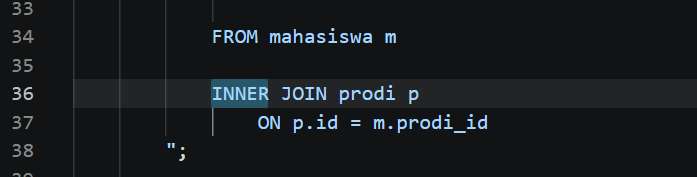 33
34 FROM mahasiswa m
35
36 INNER JOIN prodi p
37 ON p.id = m.prodi_id
38 ";